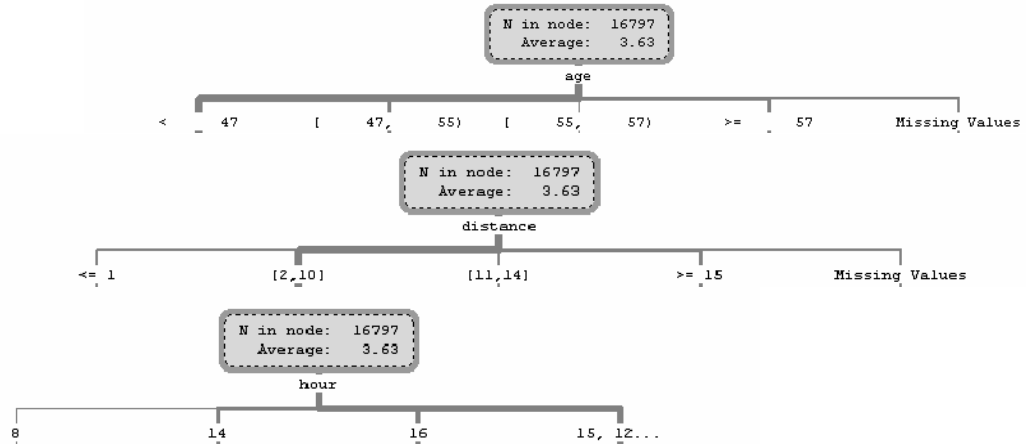 N in node: 16797
Average: 3.63
age
< 47 [ 47, 55) [ 55, 57) >= 57 Missing Values
N in node: 16797
Average: 3.63
distance
<= 1 [2,10] [11,14] >= 15 Missing Values
N in node: 16797
Average: 3.63
hour
8 14 16 15, 12...